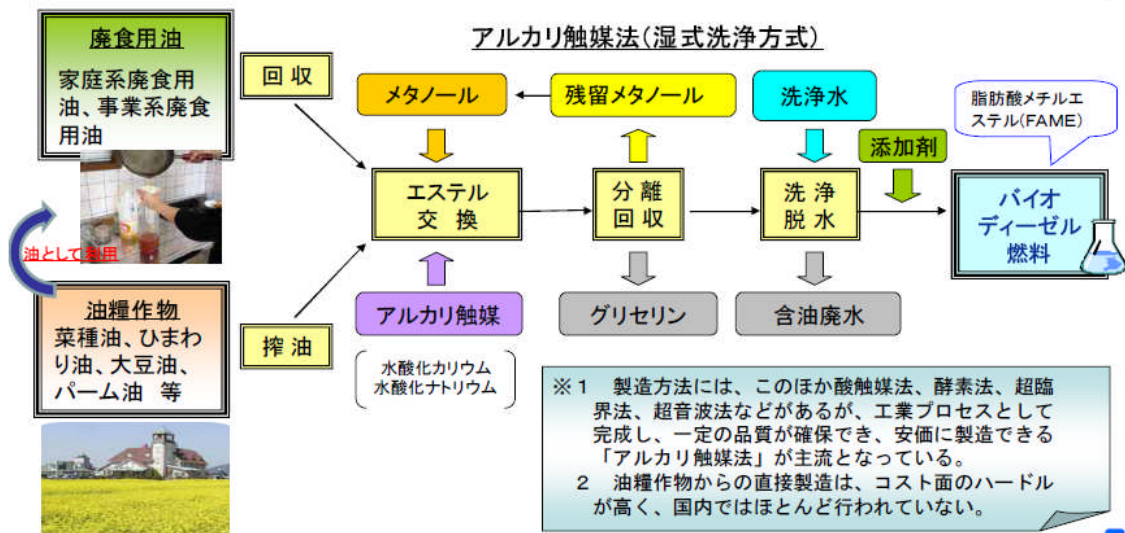 アルカリ触媒法（湿式洗浄方式）
廃食用油
家庭系廃食用
油、事業系廃食
用油
回収
メタノール
残留メタノール
洗浄水
脂肪酸メチルエ
ステル(FAME)
添加剤
エステル
交換
分離
回収
洗浄
脱水
バイオ
ディーゼル
燃料
油として利用
油糧作物
菜種油、ひまわ
り油、大豆油、
パーム油 等
搾油
アルカリ触媒
グリセリン
含油廃水
水酸化カリウム
水酸化ナトリウム
※１ 製造方法には、このほか酸触媒法、酵素法、超臨
界法、超音波法などがあるが、工業プロセスとして
完成し、一定の品質が確保でき、安価に製造できる
「アルカリ触媒法」が主流となっている。
２ 油糧作物からの直接製造は、コスト面のハードル
が高く、国内ではほとんど行われていない。